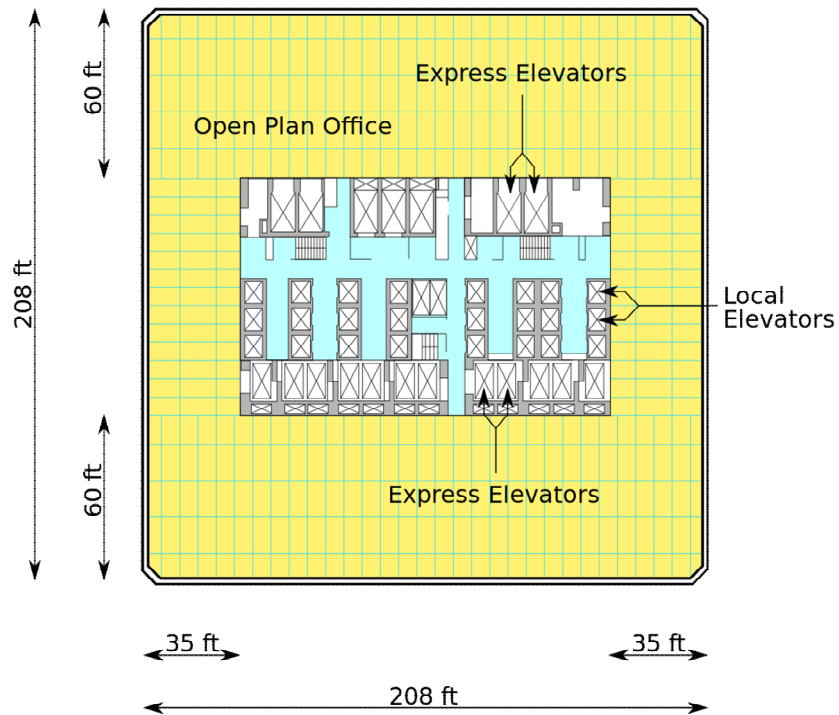 Express Elevators
60 ft
Open Plan Office
208 ft
Local
Elevators
60 ft
Express Elevators
35 ft
35 ft
208 ft